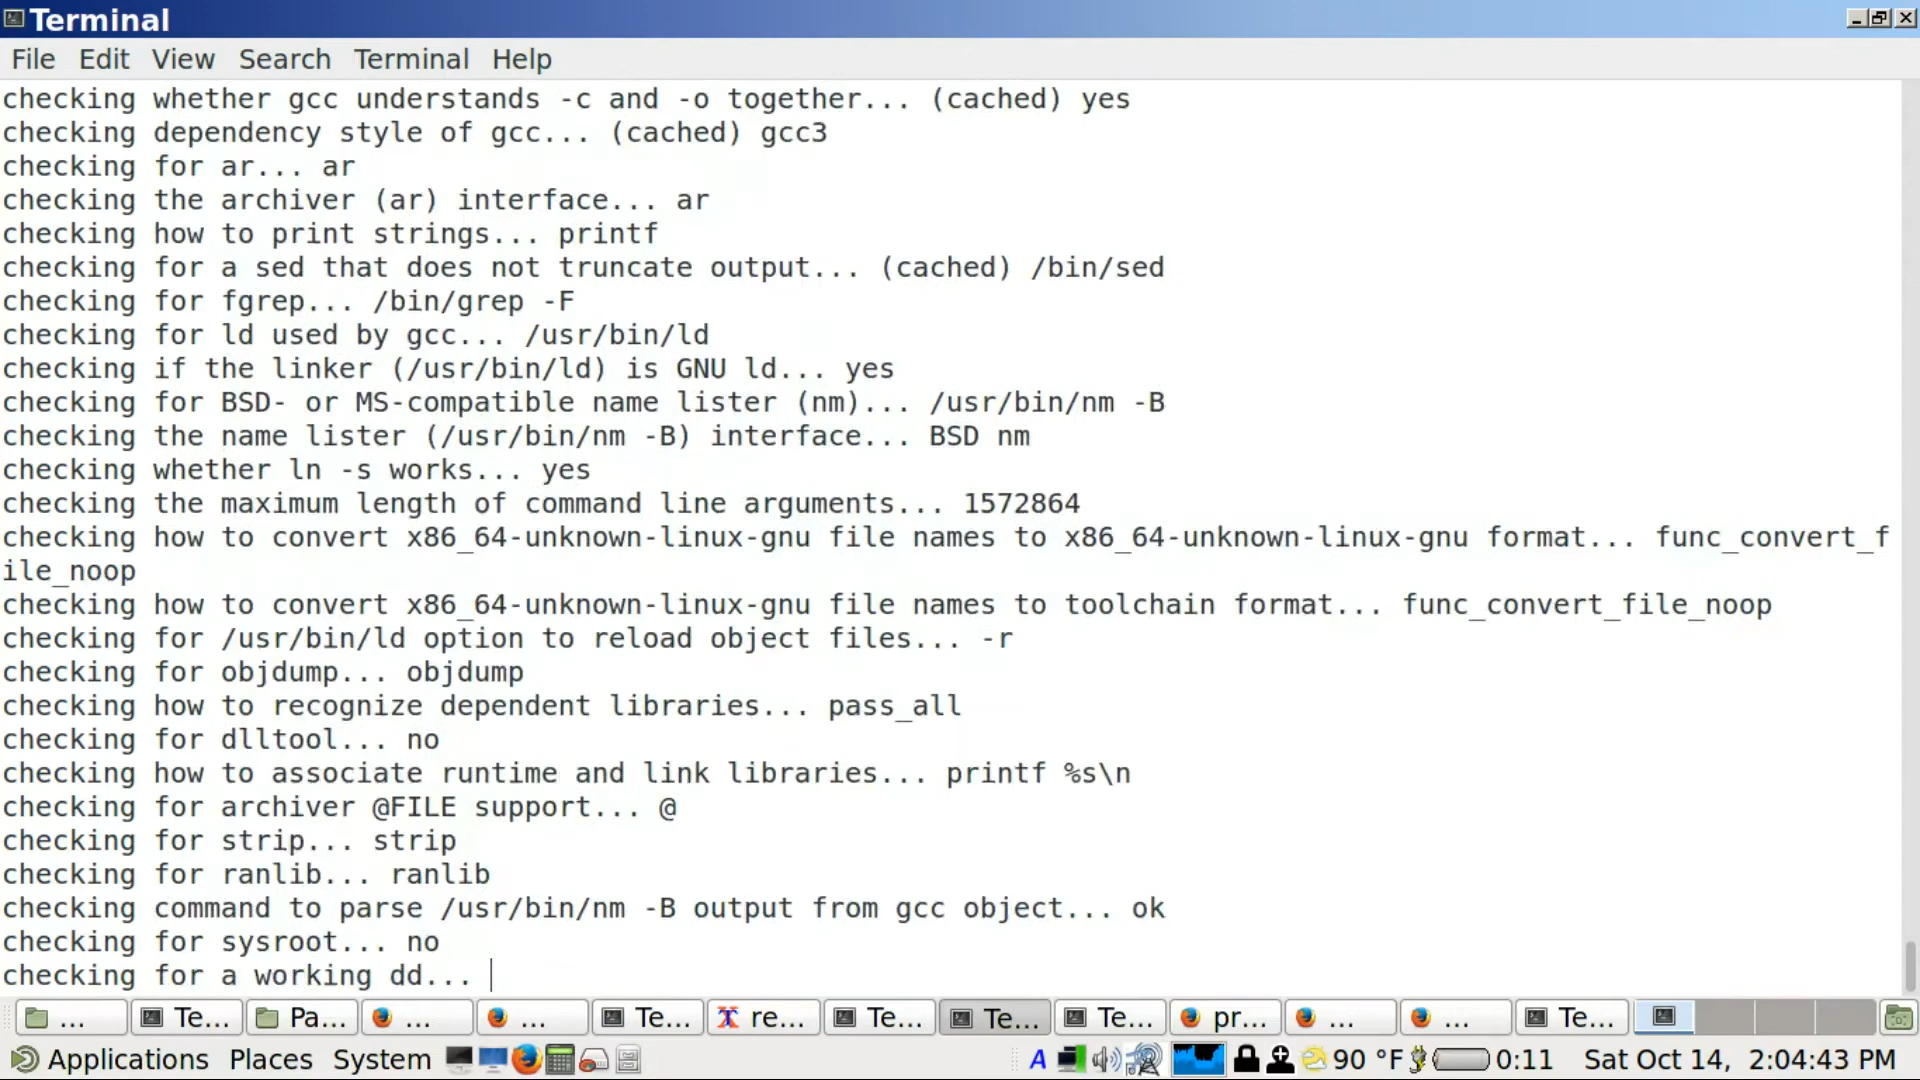 Terminal
File Edit View Search Terminal Help
checking whether gcc understands -c and -o together... (cached) yes
checking dependency style of gcc... (cached) gcc3
checking for ar... ar
checking the archiver (ar) interface... ar
checking how to print strings... printf
checking for a sed that does not truncate output... (cached) /bin/sed
checking for fgrep... /bin/grep -F
checking for ld used by gcc... /usr/bin/ld
checking if the linker (/usr/bin/ld) is GNU ld... yes
checking for BSD- or MS-compatible name lister (nm)... /usr/bin/nm -B
checking the name lister (/usr/bin/nm -B) interface... BSD nm
checking whether ln -s works... yes
checking the maximum length of command line arguments... 1572864
checking how to convert x86_64-unknown-linux-gnu file names to x86_64-unknown-linux-gnu format... func_convert_f
ile_noop
checking how to convert x86_64-unknown-linux-gnu file names to toolchain format... func_convert_file_noop
checking for /usr/bin/ld option to reload object files... -r
checking for objdump... objdump
checking how to recognize dependent libraries... pass_all
checking for dlltool... no
checking how to associate runtime and link libraries... printf %s\n
checking for archiver @FILE support... @
checking for strip... strip
checking for ranlib... ranlib
checking command to parse /usr/bin/nm -B output from gcc object... ok
checking for sysroot... no
checking for a working dd...
... Te... Pa... ... ... Te... re... Te... Te... Te... pr... ... ... Te...
Applications Places System A 90 °F 0:11 Sat Oct 14, 2:04:43 PM